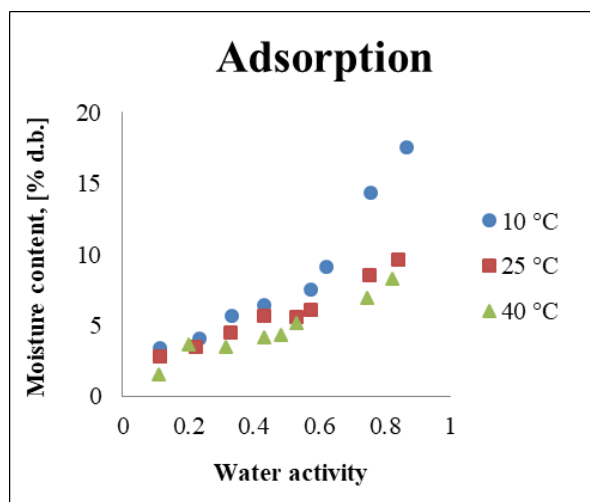 Adsorption
Moisture content, [% d.b.]
20
15
10
5
0
0 0.2 0.4 0.6 0.8 1
Water activity
10 °C
25 °C
40 °C